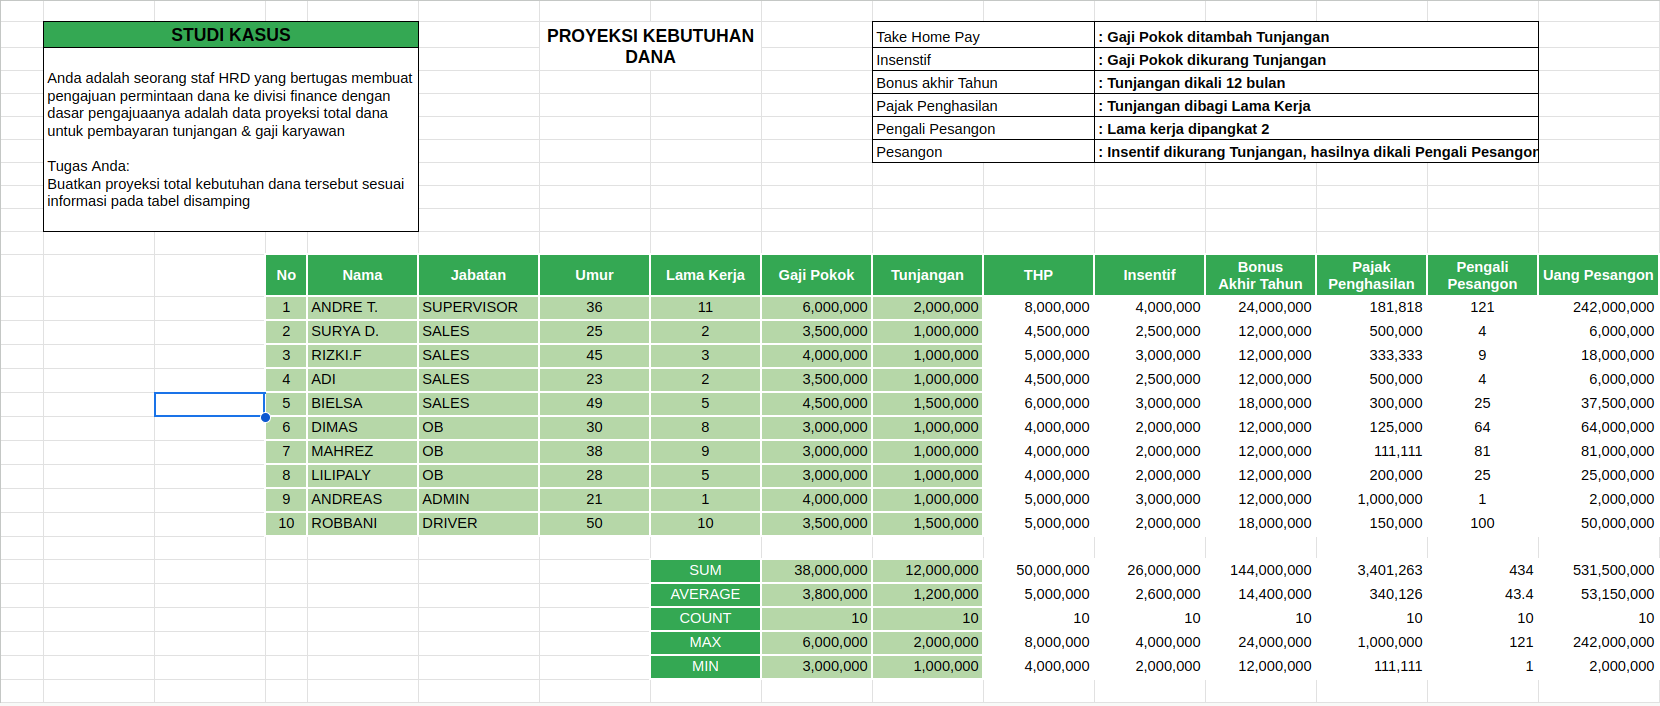 STUDI KASUS
Anda adalah seorang staf HRD yang bertugas membuat
pengajuan permintaan dana ke divisi finance dengan
dasar pengajuaanya adalah data proyeksi total dana
untuk pembayaran tunjangan & gaji karyawan
Tugas Anda:
Buatkan proyeksi total kebutuhan dana tersebut sesuai
informasi pada tabel disamping
PROYEKSI KEBUTUHAN
DANA
Take Home Pay : Gaji Pokok ditambah Tunjangan
Insenstif : Gaji Pokok dikurang Tunjangan
Bonus akhir Tahun : Tunjangan dikali 12 bulan
Pajak Penghasilan : Tunjangan dibagi Lama Kerja
Pengali Pesangon : Lama kerja dipangkat 2
Pesangon : Insentif dikurang Tunjangan, hasilnya dikali Pengali Pesangon
No Nama Jabatan Umur Lama Kerja Gaji Pokok Tunjangan THP Insentif Bonus Akhir Tahun Pajak Penghasilan Pengali Pesangon Uang Pesangon
1 ANDRE T. SUPERVISOR 36 11 6,000,000 2,000,000 8,000,000 4,000,000 24,000,000 181,818 121 242,000,000
2 SURYA D. SALES 25 2 3,500,000 1,000,000 4,500,000 2,500,000 12,000,000 500,000 4 6,000,000
3 RIZKI.F SALES 45 3 4,000,000 1,000,000 5,000,000 3,000,000 12,000,000 333,333 9 18,000,000
4 ADI SALES 23 2 3,500,000 1,000,000 4,500,000 2,500,000 12,000,000 500,000 4 6,000,000
5 BIELSA SALES 49 5 4,500,000 1,500,000 6,000,000 3,000,000 18,000,000 300,000 25 37,500,000
6 DIMAS OB 30 8 3,000,000 1,000,000 4,000,000 2,000,000 12,000,000 125,000 64 64,000,000
7 MAHREZ OB 38 9 3,000,000 1,000,000 4,000,000 2,000,000 12,000,000 111,111 81 81,000,000
8 LILIPALY OB 28 5 3,000,000 1,000,000 4,000,000 2,000,000 12,000,000 200,000 25 25,000,000
9 ANDREAS ADMIN 21 1 4,000,000 1,000,000 5,000,000 3,000,000 12,000,000 1,000,000 1 2,000,000
10 ROBBANI DRIVER 50 10 3,500,000 1,500,000 5,000,000 2,000,000 18,000,000 150,000 100 50,000,000
SUM 38,000,000 12,000,000 50,000,000 26,000,000 144,000,000 3,401,263 434 531,500,000
AVERAGE 3,800,000 1,200,000 5,000,000 2,600,000 14,400,000 340,126 43.4 53,150,000
COUNT 10 10 10 10 10 10 10 10
MAX 6,000,000 2,000,000 8,000,000 4,000,000 24,000,000 1,000,000 121 242,000,000
MIN 3,000,000 1,000,000 4,000,000 2,000,000 12,000,000 111,111 1 2,000,000